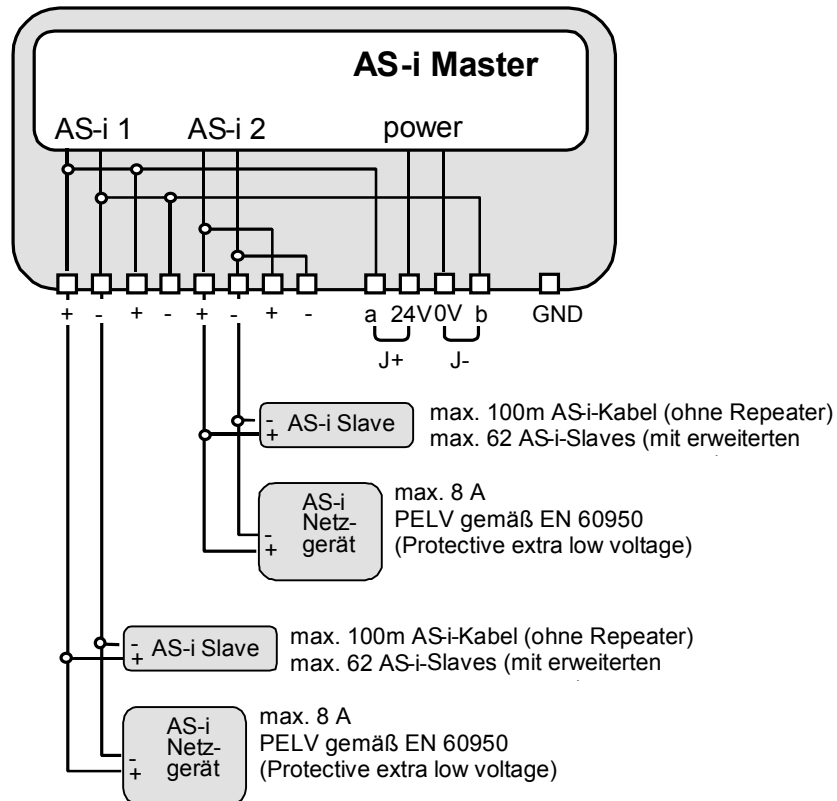 AS-i Master
AS-i 1 AS-i 2 power
+ - + - + - + - a 24V 0V b GND
J+ J-
- AS-i Slave
+
max. 100m AS-i-Kabel (ohne Repeater)
max. 62 AS-i-Slaves (mit erweiterten
AS-i
Netz-
gerät
-
+
max. 8 A
PELV gemäß EN 60950
(Protective extra low voltage)
- AS-i Slave
+
max. 100m AS-i-Kabel (ohne Repeater)
max. 62 AS-i-Slaves (mit erweiterten
AS-i
Netz-
gerät
-
+
max. 8 A
PELV gemäß EN 60950
(Protective extra low voltage)